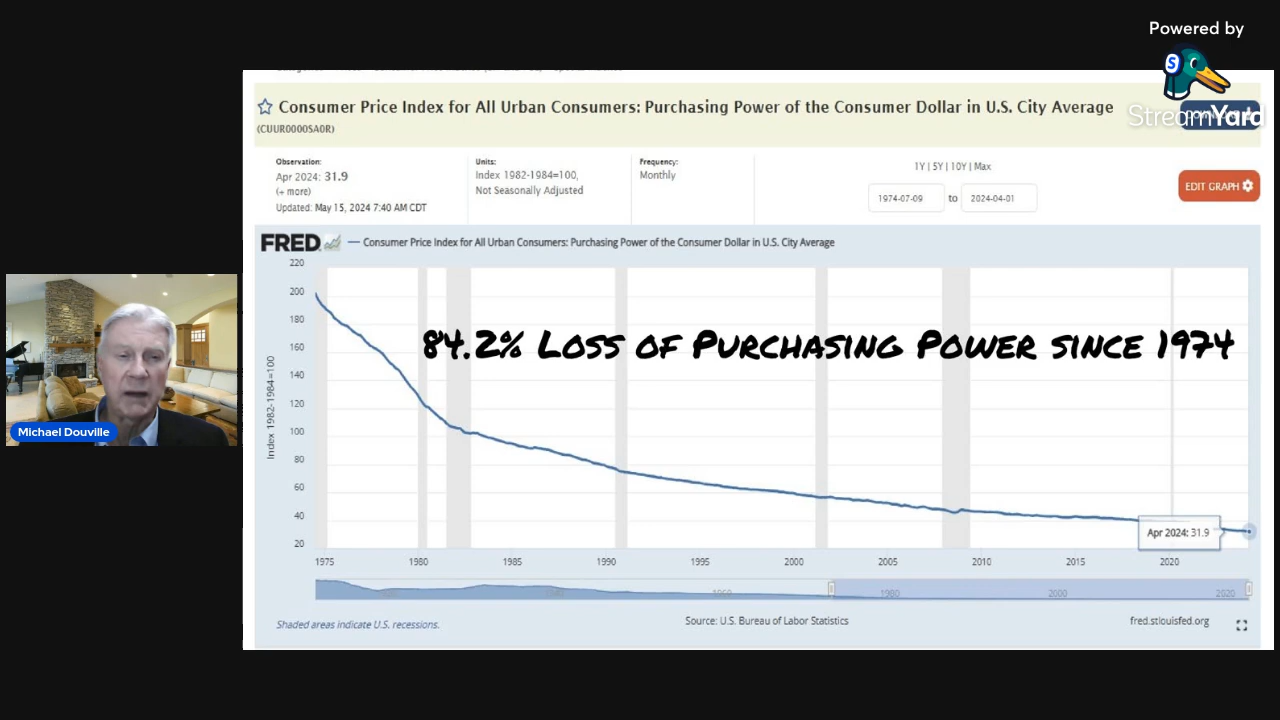 Powered by
StreamYard
Consumer Price Index for All Urban Consumers: Purchasing Power of the Consumer Dollar in U.S. City Average
(CUUR0000SA0R)
Observation:
Apr 2024: 31.9
(+ more)
Updated: May 15, 2024 7:40 AM CDT
Units:
Index 1982-1984=100,
Not Seasonally Adjusted
Frequency:
Monthly
1Y | 5Y | 10Y | Max
1974-07-09 to 2024-04-01
EDIT GRAPH
FRED
Consumer Price Index for All Urban Consumers: Purchasing Power of the Consumer Dollar in U.S. City Average
220
200
180
160
140
120
100
80
60
40
20
Index 1982-1984=100
84.2% Loss of Purchasing Power since 1974
Apr 2024: 31.9
1975 1980 1985 1990 1995 2000 2005 2010 2015 2020
1960 1980 2000 2020
Shaded areas indicate U.S. recessions.
Source: U.S. Bureau of Labor Statistics
fred.stlouisfed.org
Michael Douville